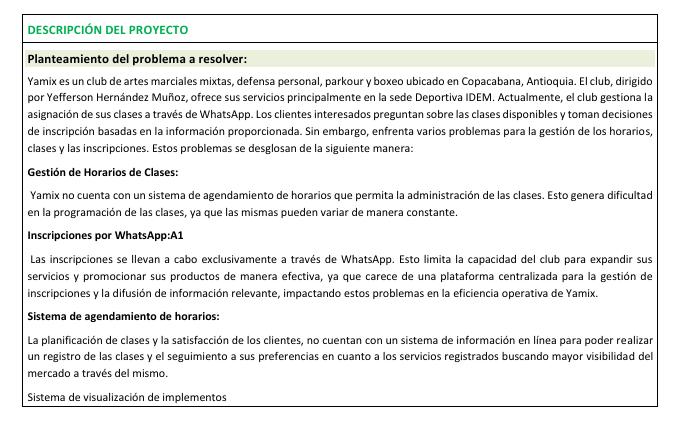 DESCRIPCIÓN DEL PROYECTO
Planteamiento del problema a resolver:
Yamix es un club de artes marciales mixtas, defensa personal, parkour y boxeo ubicado en Copacabana,
Antioquia. El club, dirigido por Yefferson Hernández Muñoz, ofrece sus servicios principalmente en la sede Deportiva IDEM. Actualmente, el club gestiona la
asignación de sus clases a través de WhatsApp. Los clientes interesados preguntan sobre las clases disponibles y toman decisiones
de inscripción basadas en la información proporcionada. Sin embargo, enfrenta varios problemas para la gestión de los horarios,
clases y las inscripciones. Estos problemas se desglosan de la siguiente manera:
Gestión de Horarios de Clases:
Yamix no cuenta con un sistema de agendamiento de horarios que permita la administración de las clases. Esto genera dificultad
en la programación de las clases, ya que las mismas pueden variar de manera constante.
Inscripciones por WhatsApp:A1
Las inscripciones se llevan a cabo exclusivamente a través de WhatsApp. Esto limita la capacidad del club para expandir sus
servicios y promocionar sus productos de manera efectiva, ya que carece de una plataforma centralizada para la gestión de
inscripciones y la difusión de información relevante, impactando estos problemas en la eficiencia operativa de Yamix.
Sistema de agendamiento de horarios:
La planificación de clases y la satisfacción de los clientes, no cuentan con un sistema de información en línea para poder realizar
un registro de las clases y el seguimiento a sus preferencias en cuanto a los servicios registrados buscando mayor visibilidad del
mercado a través del mismo.
Sistema de visualización de implementos